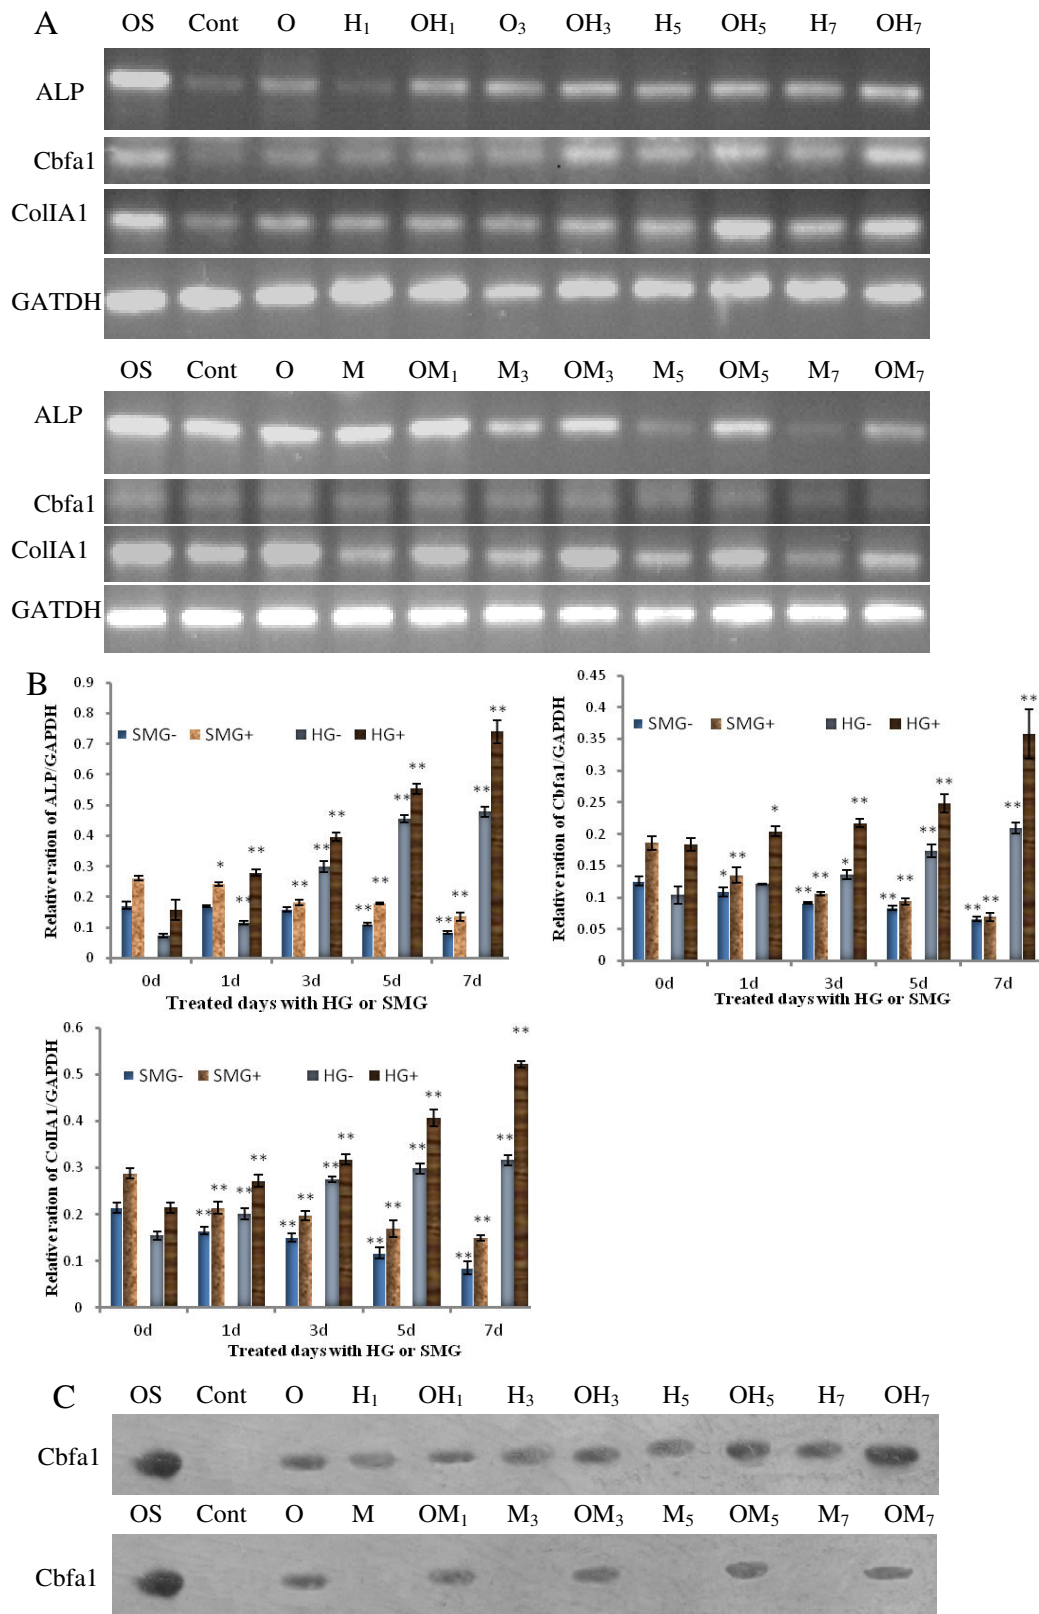 A OS Cont O H1 OH1 O3 OH3 H5 OH5 H7 OH7
ALP
Cbfa1
ColIA1
GATDH
OS Cont O M OM1 M3 OM3 M5 OM5 M7 OM7
ALP
Cbfa1
ColIA1
GATDH
B
Relative ration of ALP/GAPDH
0.9
0.8
0.7
0.6
0.5
0.4
0.3
0.2
0.1
0
SMG- SMG+ HG- HG+
* ** ** ** ** ** ** ** ** ** ** ** ** **
0d 1d 3d 5d 7d
Treated days with HG or SMG
Relative ration of Cbfa1/GAPDH
0.45
0.4
0.35
0.3
0.25
0.2
0.15
0.1
0.05
0
SMG- SMG+ HG- HG+
* ** * ** ** * ** ** ** ** ** ** ** ** **
0d 1d 3d 5d 7d
Treated days with HG or SMG
Relative ration of ColIA1/GAPDH
0.6
0.5
0.4
0.3
0.2
0.1
0
SMG- SMG+ HG- HG+
** ** ** ** ** ** ** ** ** ** ** ** ** ** ** **
0d 1d 3d 5d 7d
Treated days with HG or SMG
C OS Cont O H1 OH1 H3 OH3 H5 OH5 H7 OH7
Cbfa1
OS Cont O M OM1 M3 OM3 M5 OM5 M7 OM7
Cbfa1